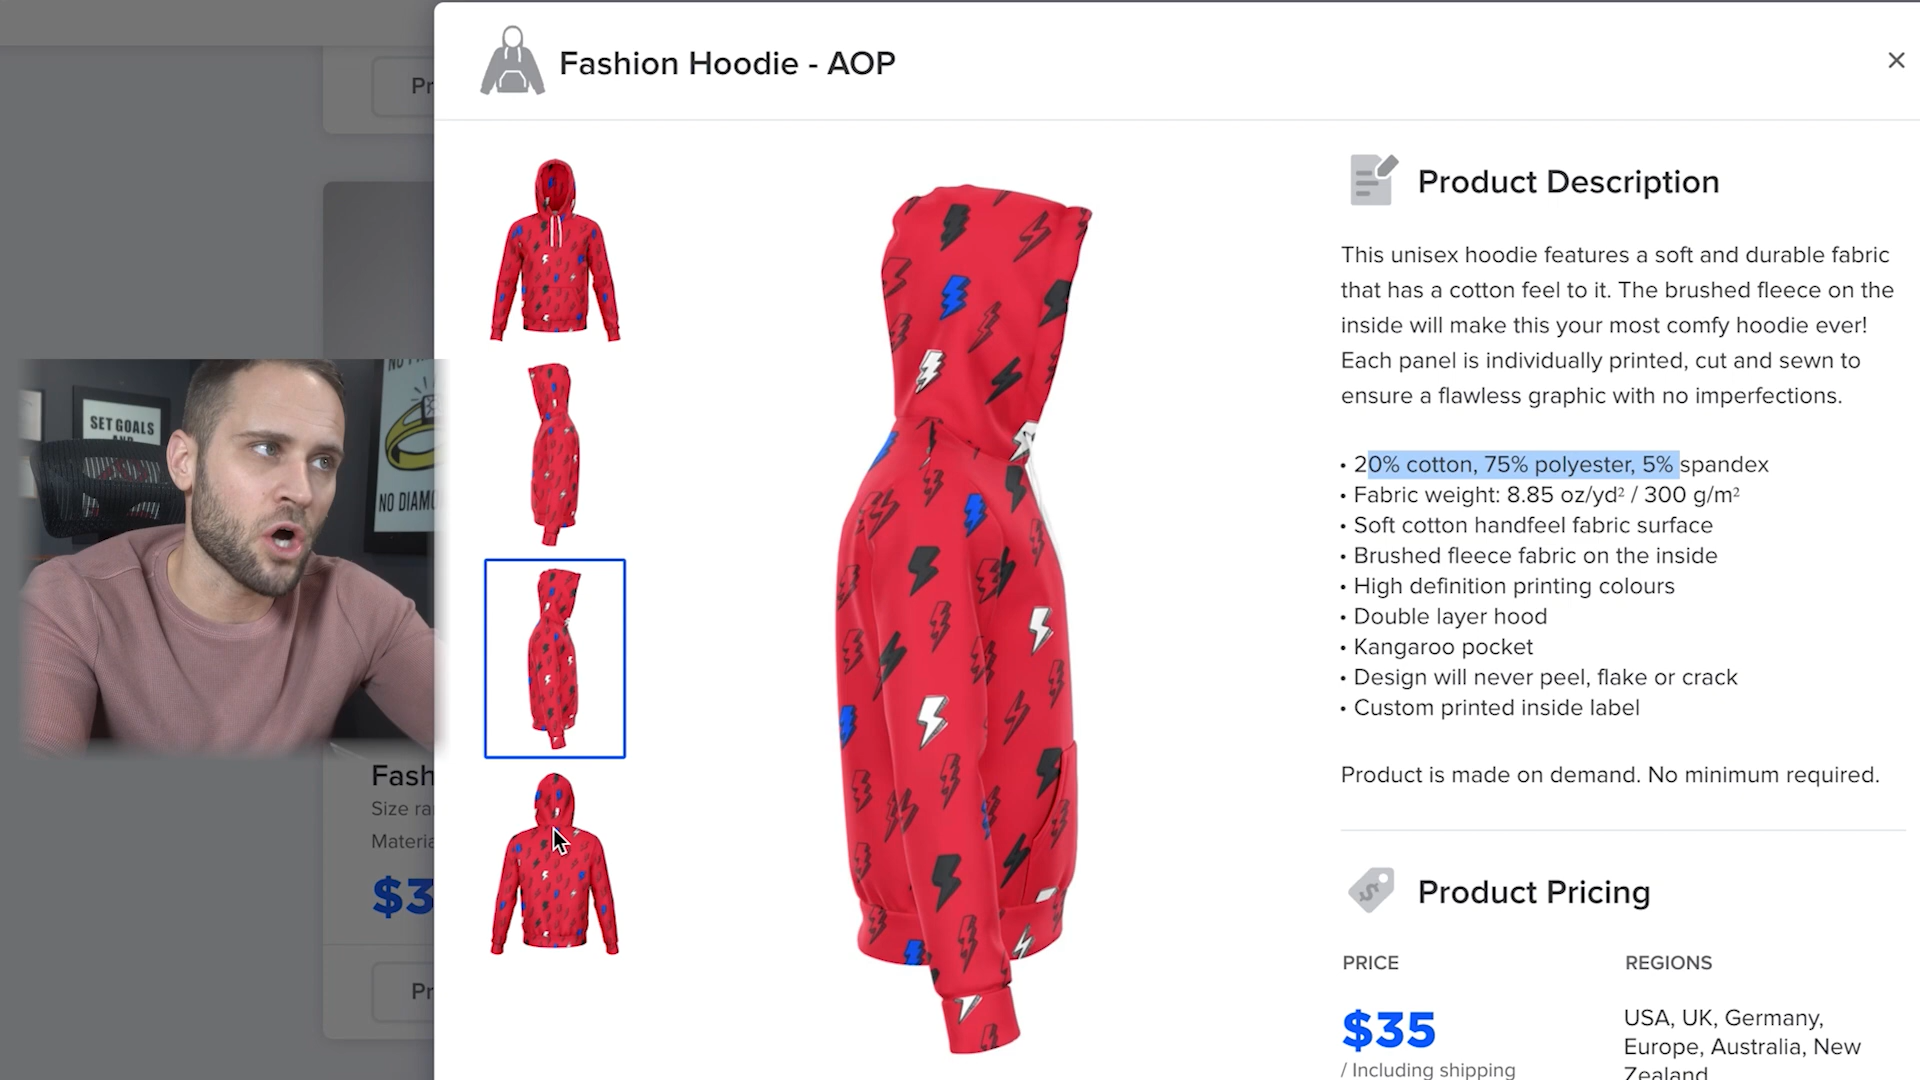 Fashion Hoodie - AOP
Pr
Product Description
This unisex hoodie features a soft and durable fabric
that has a cotton feel to it. The brushed fleece on the
inside will make this your most comfy hoodie ever!
Each panel is individually printed, cut and sewn to
ensure a flawless graphic with no imperfections.
• 20% cotton, 75% polyester, 5% spandex
• Fabric weight: 8.85 oz/yd² / 300 g/m²
• Soft cotton handfeel fabric surface
• Brushed fleece fabric on the inside
• High definition printing colours
• Double layer hood
• Kangaroo pocket
• Design will never peel, flake or crack
• Custom printed inside label
Product is made on demand. No minimum required.
Product Pricing
PRICE
REGIONS
$35
/ Including shipping
USA, UK, Germany,
Europe, Australia, New
Zealand
SET GOALS
AND
NO DIAMO
Fash
Size ra
Materia
$3
Pr